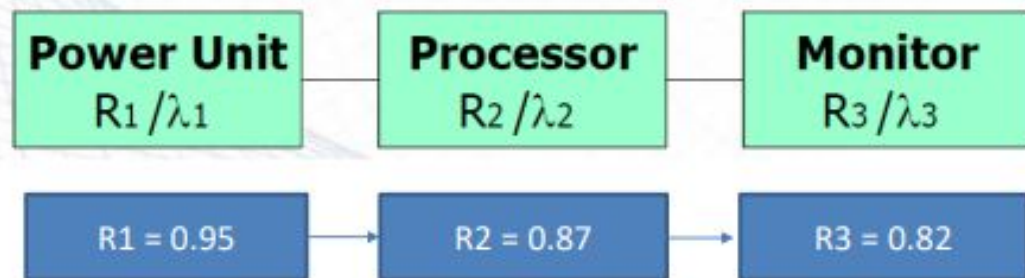 Power Unit
R1 /λ1
Processor
R2 /λ2
Monitor
R3 /λ3
R1 = 0.95
R2 = 0.87
R3 = 0.82